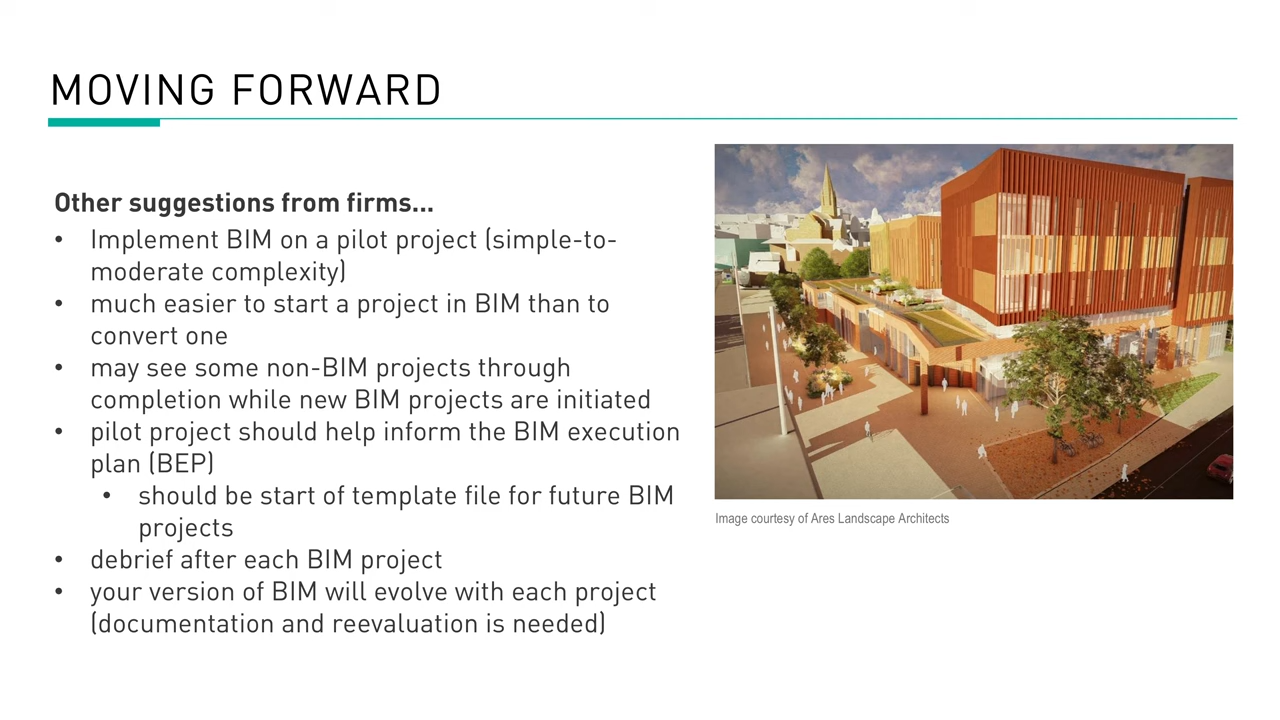 MOVING FORWARD
Other suggestions from firms...
• Implement BIM on a pilot project (simple-to-
moderate complexity)
• much easier to start a project in BIM than to
convert one
• may see some non-BIM projects through
completion while new BIM projects are initiated
• pilot project should help inform the BIM execution
plan (BEP)
• should be start of template file for future BIM
projects
• debrief after each BIM project
• your version of BIM will evolve with each project
(documentation and reevaluation is needed)
Image courtesy of Ares Landscape Architects